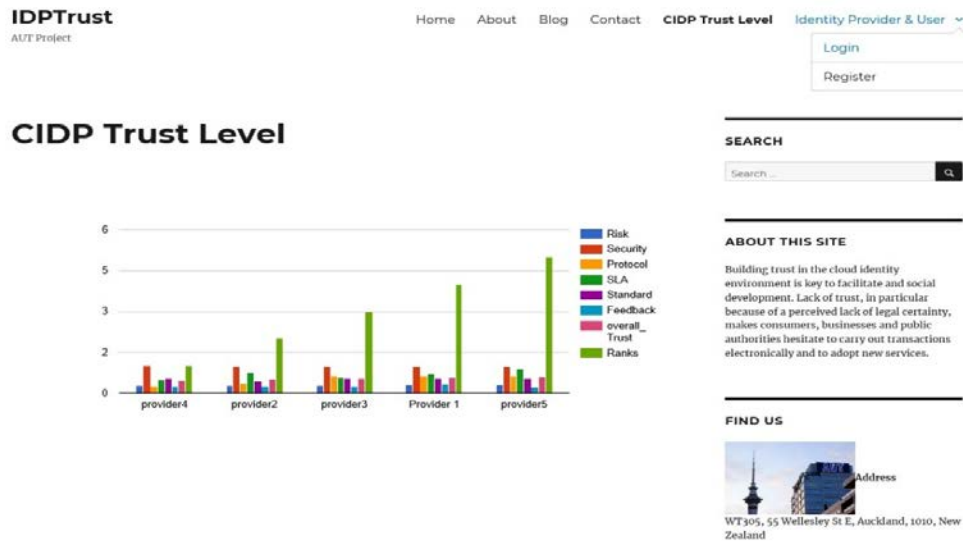 IDPTrust
AUT Project
Home About Blog Contact CIDP Trust Level Identity Provider & User
Login
Register
CIDP Trust Level
6
5
3
2
0
provider4 provider2 provider3 Provider 1 provider5
Risk
Security
Protocol
SLA
Standard
Feedback
overall_
Trust
Ranks
SEARCH
Search ...
ABOUT THIS SITE
Building trust in the cloud identity
environment is key to facilitate and social
development. Lack of trust, in particular
because of a perceived lack of legal certainty,
makes consumers, businesses and public
authorities hesitate to carry out transactions
electronically and to adopt new services.
FIND US
AUT
Address
WT305, 55 Wellesley St E, Auckland, 1010, New
Zealand